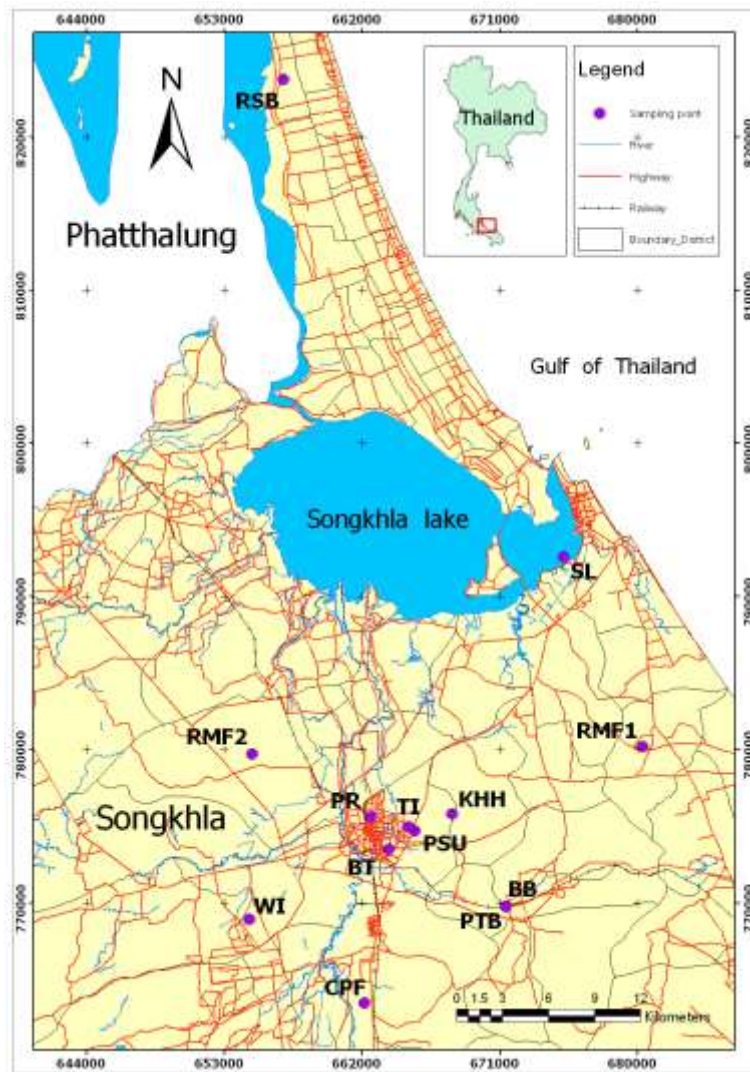 644000 653000 662000 671000 680000
N
RSB
Thailand
Legend
Sampling point
River
Highway
Railway
Boundary_District
820000 820000
Phatthalung
810000 810000
Gulf of Thailand
800000 800000
Songkhla lake
SL
790000 790000
RMF2 RMF1
780000 780000
Songkhla
PR TI KHH
PSU
BT
WI BB
PTB
770000 770000
CPF
0 1.5 3 6 9 12
Kilometers
644000 653000 662000 671000 680000